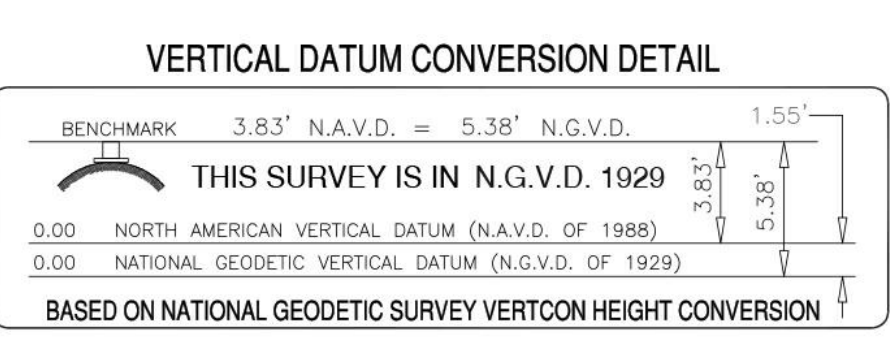 VERTICAL DATUM CONVERSION DETAIL
BENCHMARK 3.83' N.A.V.D. = 5.38' N.G.V.D. 1.55'
THIS SURVEY IS IN N.G.V.D. 1929 3.83' 5.38'
0.00 NORTH AMERICAN VERTICAL DATUM (N.A.V.D. OF 1988)
0.00 NATIONAL GEODETIC VERTICAL DATUM (N.G.V.D. OF 1929)
BASED ON NATIONAL GEODETIC SURVEY VERTCON HEIGHT CONVERSION